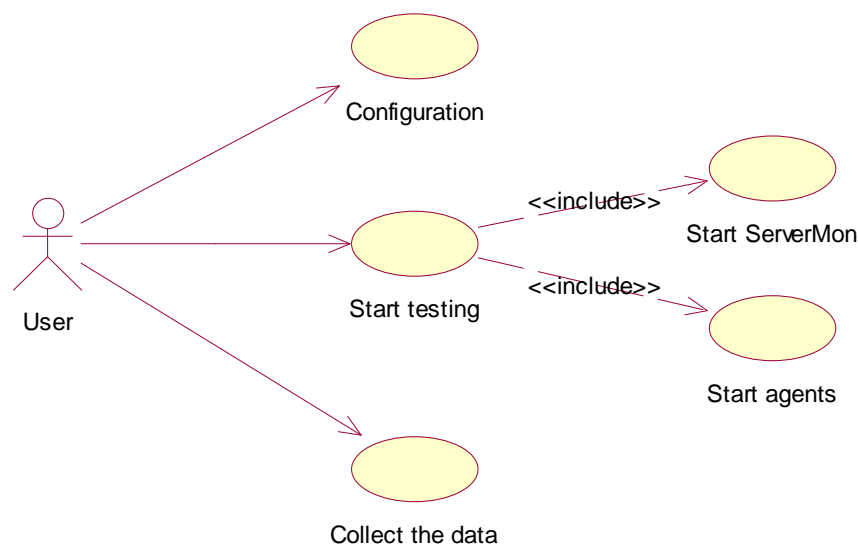 Configuration
<<include>>
Start ServerMon
Start testing
<<include>>
User
Start agents
Collect the data